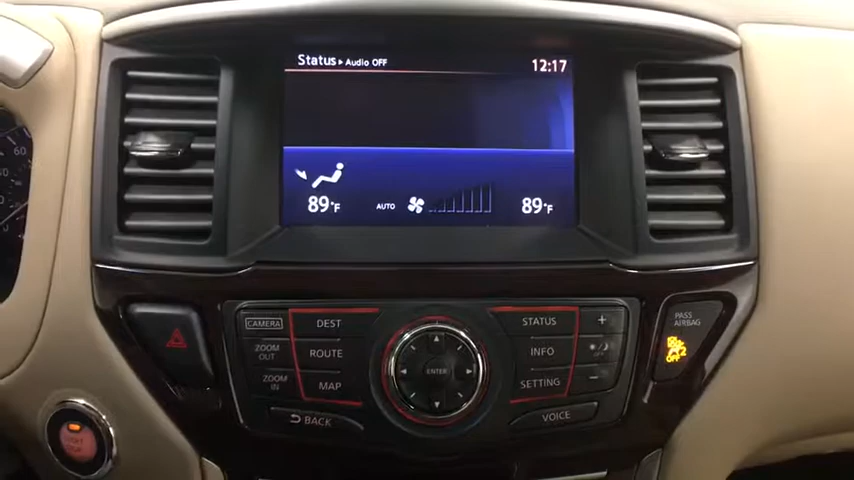 Status▸Audio OFF
12:17
60
89°F
AUTO
89°F
CAMERA
DEST
STATUS
+
PASS AIRBAG
ZOOM OUT
ROUTE
INFO
ENTER
OFF
ZOOM IN
MAP
SETTING
BACK
VOICE